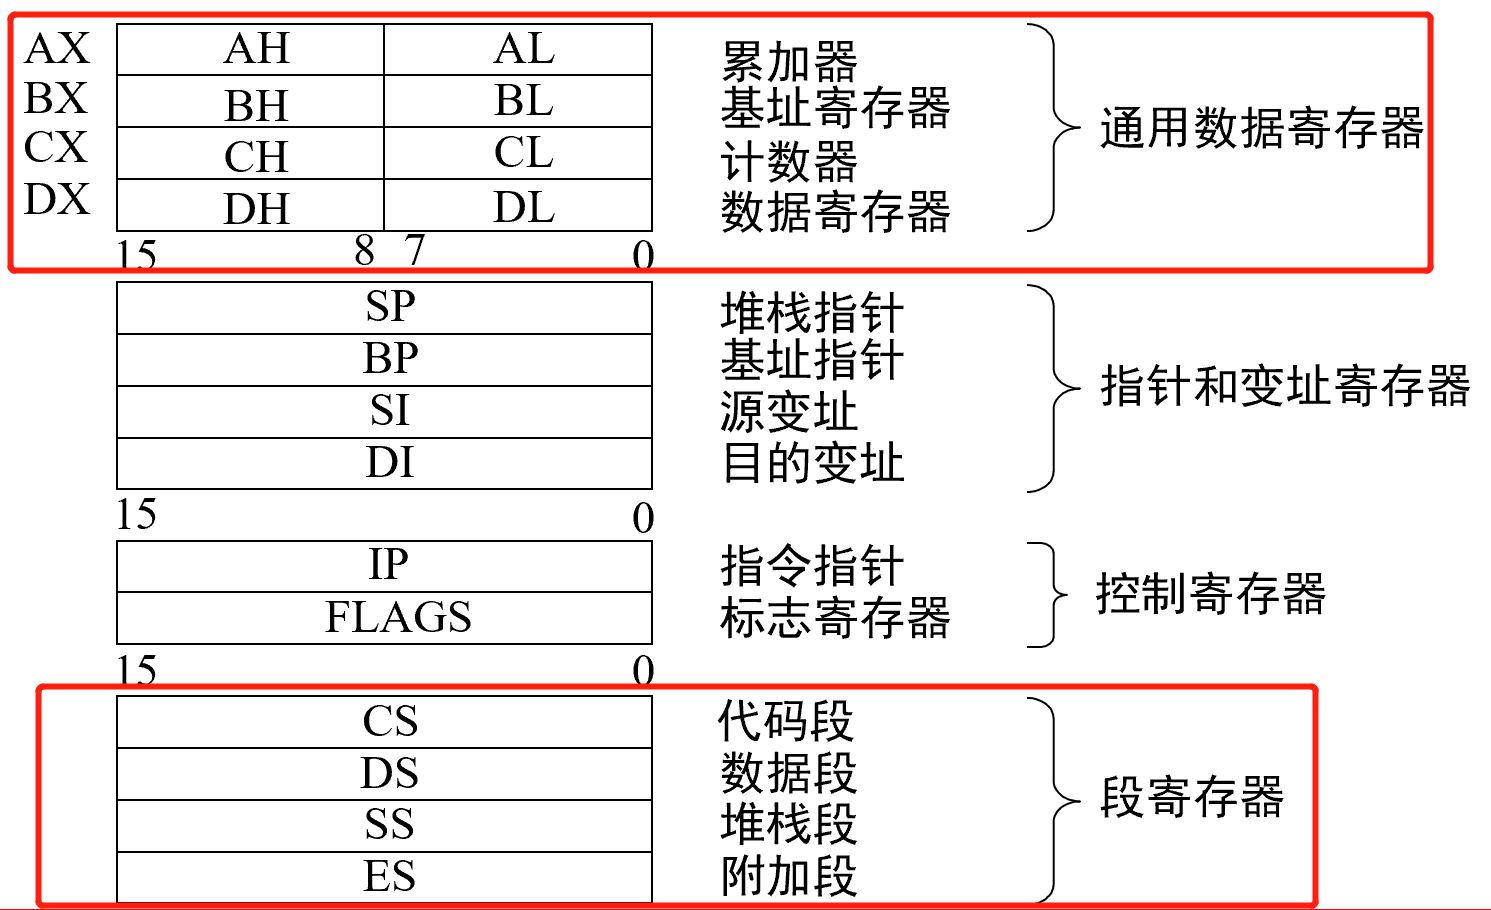 AX AH AL 累加器
BX BH BL 基址寄存器
通用数据寄存器
CX CH CL 计数器
DX DH DL 数据寄存器
15 8 7 0
SP 堆栈指针
BP 基址指针
指针和变址寄存器
SI 源变址
DI 目的变址
15 0
IP 指令指针
控制寄存器
FLAGS 标志寄存器
15 0
CS 代码段
DS 数据段
段寄存器
SS 堆栈段
ES 附加段